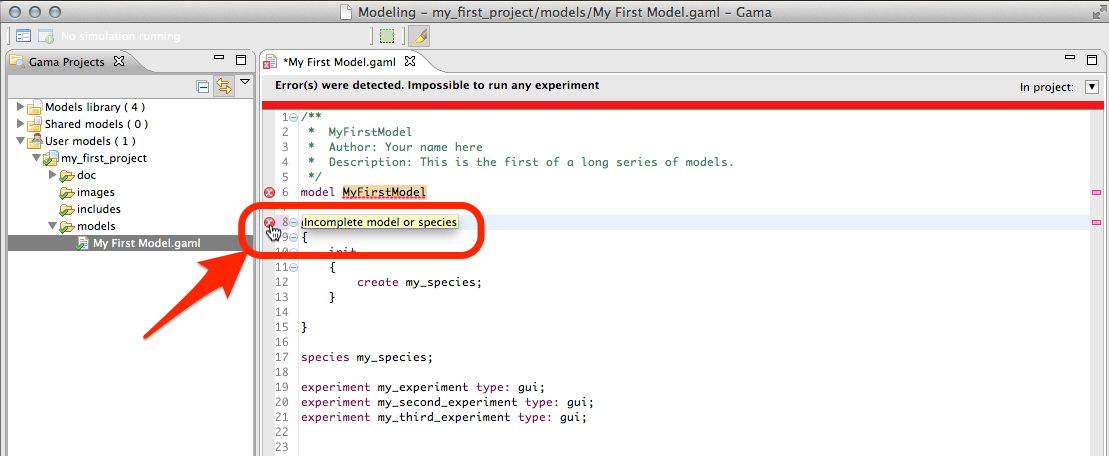 Modeling – my_first_project/models/My First Model.gaml – Gama
No simulation running
Gama Projects
*My First Model.gaml
Error(s) were detected. Impossible to run any experiment
In project:
Models library ( 4 )
Shared models ( 0 )
User models ( 1 )
my_first_project
doc
images
includes
models
My First Model.gaml
1 /**
2 * MyFirstModel
3 * Author: Your name here
4 * Description: This is the first of a long series of models.
5 */
6 model MyFirstModel
7
8 Incomplete model or species
9 {
10 init
11 {
12 create my_species;
13 }
14
15 }
16
17 species my_species;
18
19 experiment my_experiment type: gui;
20 experiment my_second_experiment type: gui;
21 experiment my_third_experiment type: gui;
22
23